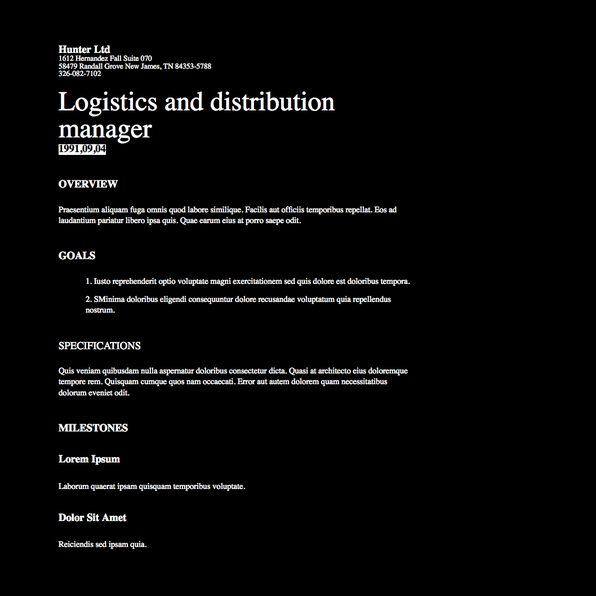 Hunter Ltd
1612 Hernandez Fall Suite 070
58479 Randall Grove New James, TN 84353-5788
326-082-7102
Logistics and distribution
manager
1991,09,04
OVERVIEW
Praesentium aliquam fuga omnis quod labore similique. Facilis aut officiis temporibus repellat. Eos ad
laudantium pariatur libero ipsa quis. Quae earum eius at porro saepe odit.
GOALS
1. Iusto reprehenderit optio voluptate magni exercitationem sed quis dolore est doloribus tempora.
2. SMinima doloribus eligendi consequuntur dolore recusandae voluptatum quia repellendus
nostrum.
SPECIFICATIONS
Quis veniam quibusdam nulla aspernatur doloribus consectetur dicta. Quasi at architecto eius doloremque
tempore rem. Quisquam cumque quos nam occaecati. Error aut autem dolorem quam necessitatibus
dolorum eveniet odit.
MILESTONES
Lorem Ipsum
Laborum quaerat ipsam quisquam temporibus voluptate.
Dolor Sit Amet
Reiciendis sed ipsam quia.